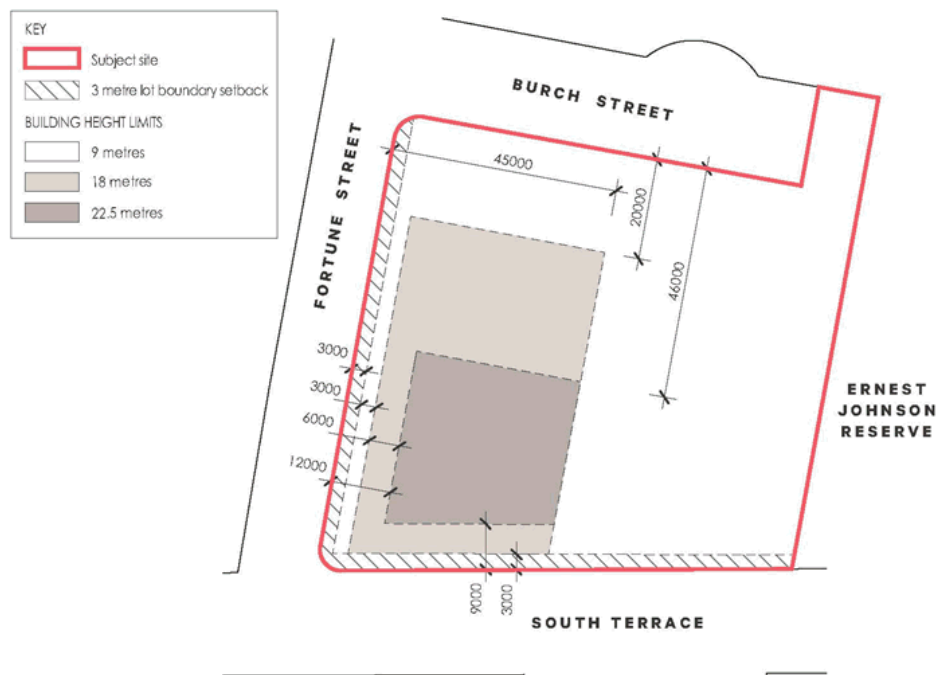 KEY
Subject site
3 metre lot boundary setback
BUILDING HEIGHT LIMITS
9 metres
18 metres
22.5 metres
BURCH STREET
FORTUNE STREET
45000
20000
46000
3000
3000
6000
12000
ERNEST
JOHNSON
RESERVE
9000
3000
SOUTH TERRACE